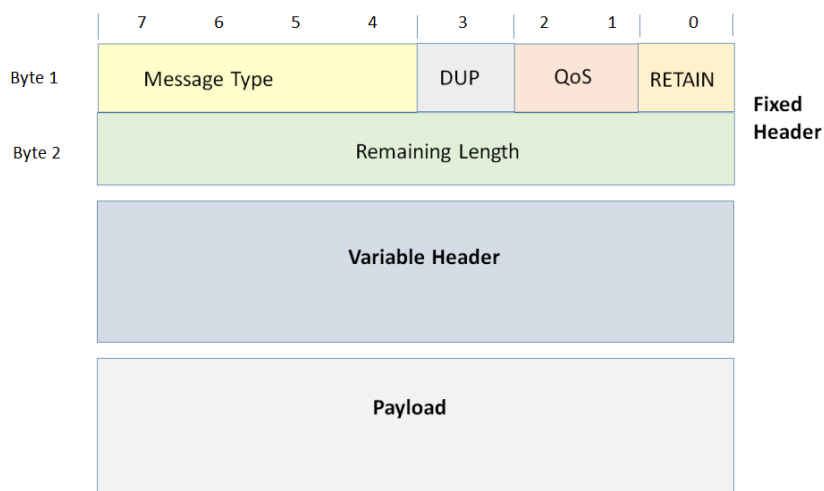 7 6 5 4 3 2 1 0
Byte 1 Message Type DUP QoS RETAIN
Fixed
Header
Byte 2 Remaining Length
Variable Header
Payload